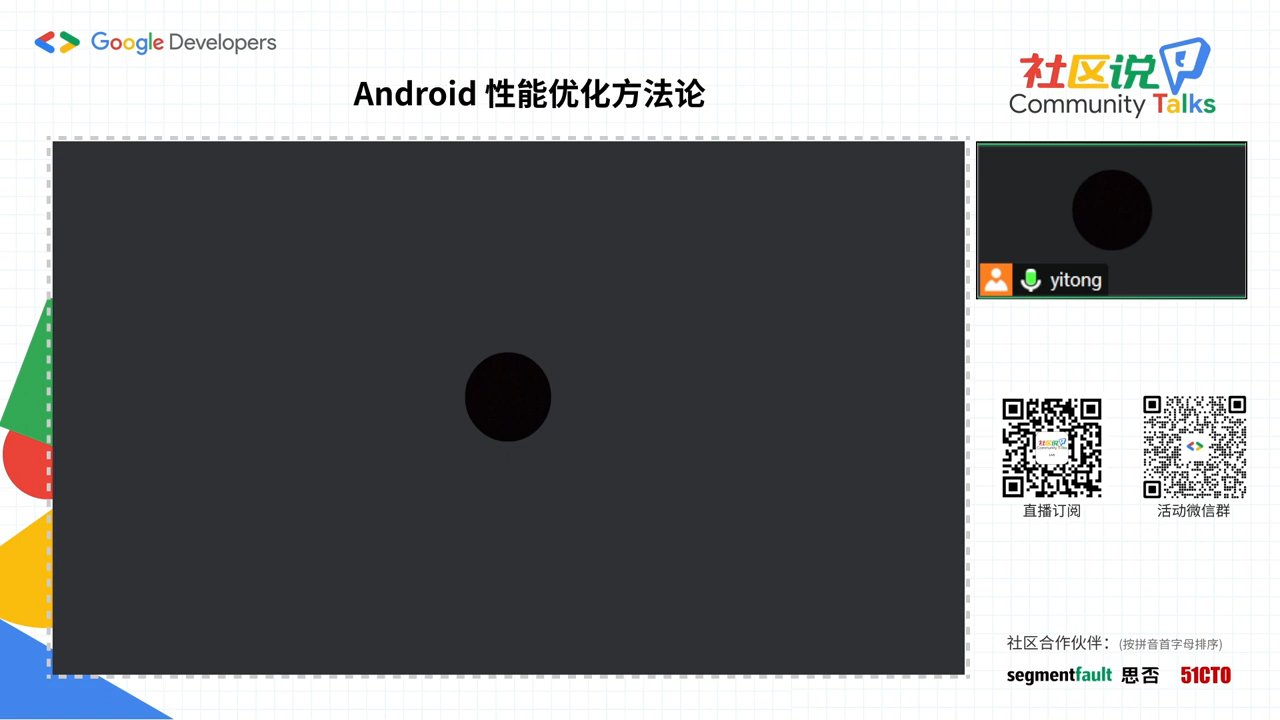 Google Developers
Android 性能优化方法论
社区说
Community Talks
yitong
直播订阅
活动微信群
社区合作伙伴：(按拼音首字母排序)
segmentfault 思否
51CTO